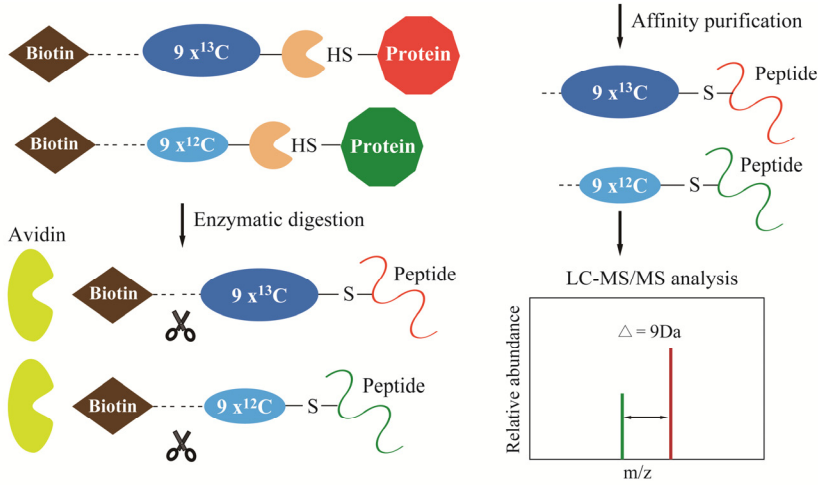 Biotin
9 x¹³C
HS
Protein
Biotin
9 x¹²C
HS
Protein
Enzymatic digestion
Avidin
Biotin
9 x¹³C
S
Peptide
Biotin
9 x¹²C
S
Peptide
Affinity purification
9 x¹³C
S
Peptide
9 x¹²C
S
Peptide
LC-MS/MS analysis
Relative abundance
△ = 9Da
m/z